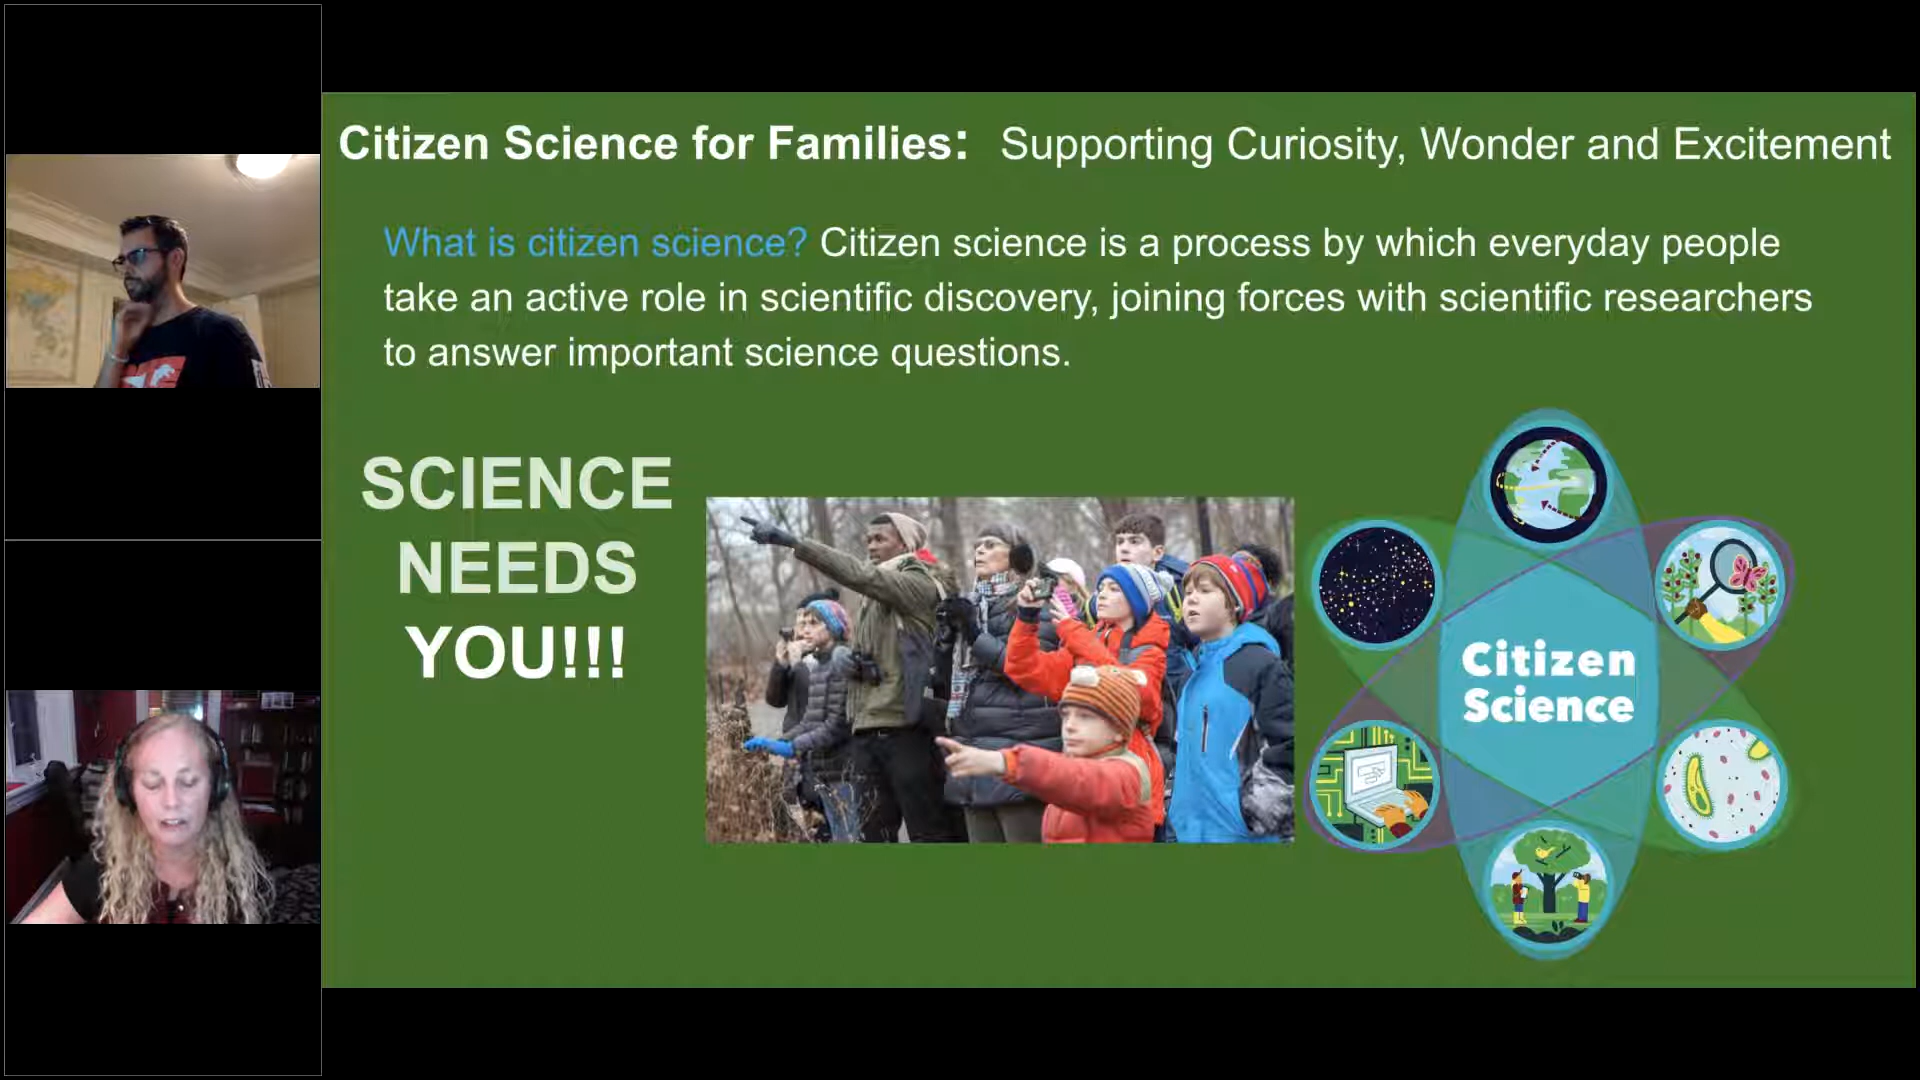 Citizen Science for Families: Supporting Curiosity, Wonder and Excitement
What is citizen science? Citizen science is a process by which everyday people
take an active role in scientific discovery, joining forces with scientific researchers
to answer important science questions.
SCIENCE
NEEDS
YOU!!!
Citizen
Science